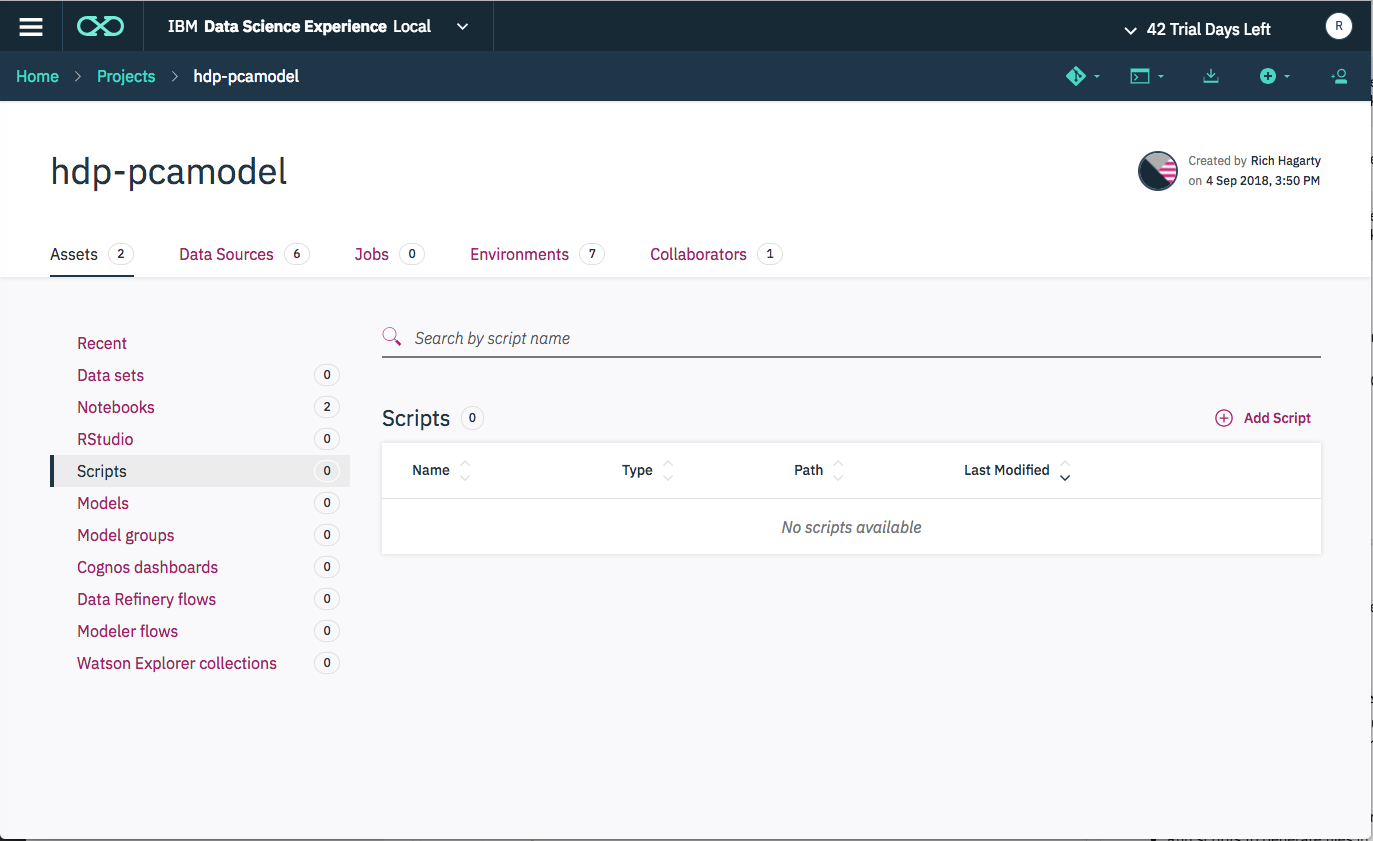 IBM Data Science Experience Local
42 Trial Days Left
R
Home > Projects > hdp-pcamodel
hdp-pcamodel
Created by Rich Hagarty
on 4 Sep 2018, 3:50 PM
Assets 2 Data Sources 6 Jobs 0 Environments 7 Collaborators 1
Recent
Data sets 0
Notebooks 2
RStudio 0
Scripts 0
Models 0
Model groups 0
Cognos dashboards 0
Data Refinery flows 0
Modeler flows 0
Watson Explorer collections 0
Search by script name
Scripts 0
Add Script
Name Type Path Last Modified
No scripts available